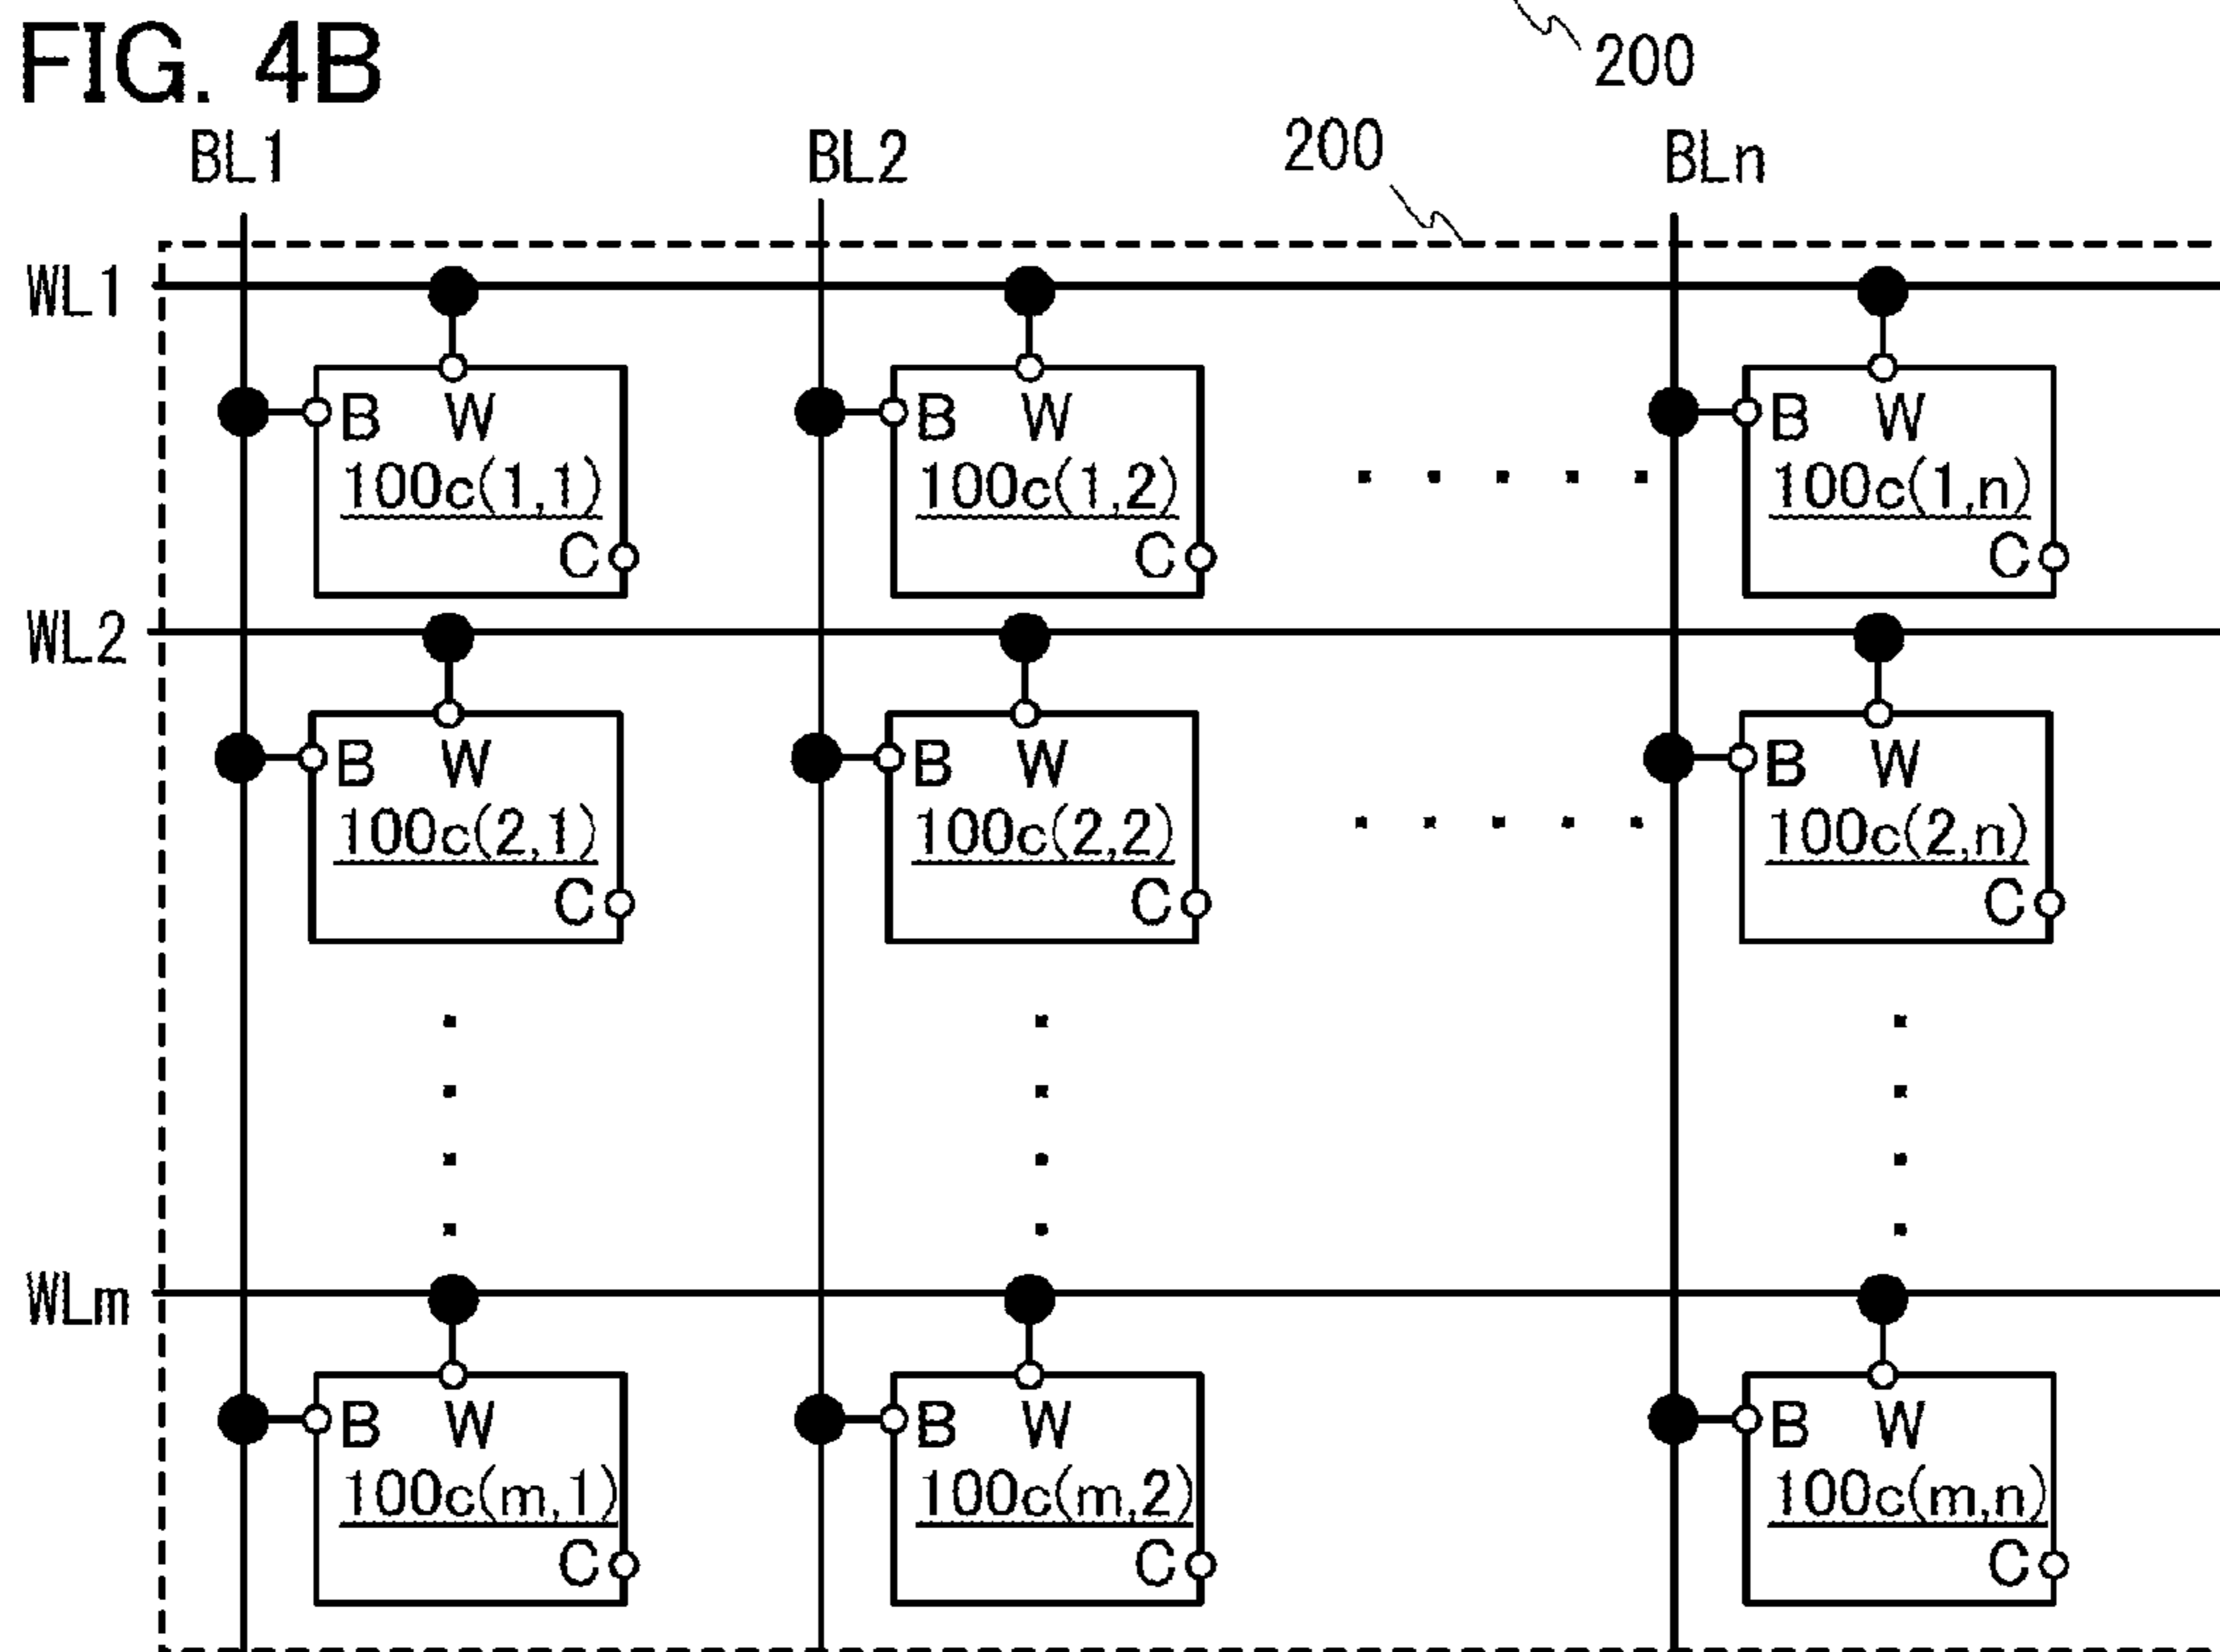 200
FIG. 4B
BL1 BL2 200 BLn
WL1
B W B W B W
100c(1,1) 100c(1,2) 100c(1,n)
C C C
WL2
B W B W B W
100c(2,1) 100c(2,2) 100c(2,n)
C C C
WLm
B W B W B W
100c(m,1) 100c(m,2) 100c(m,n)
C C C